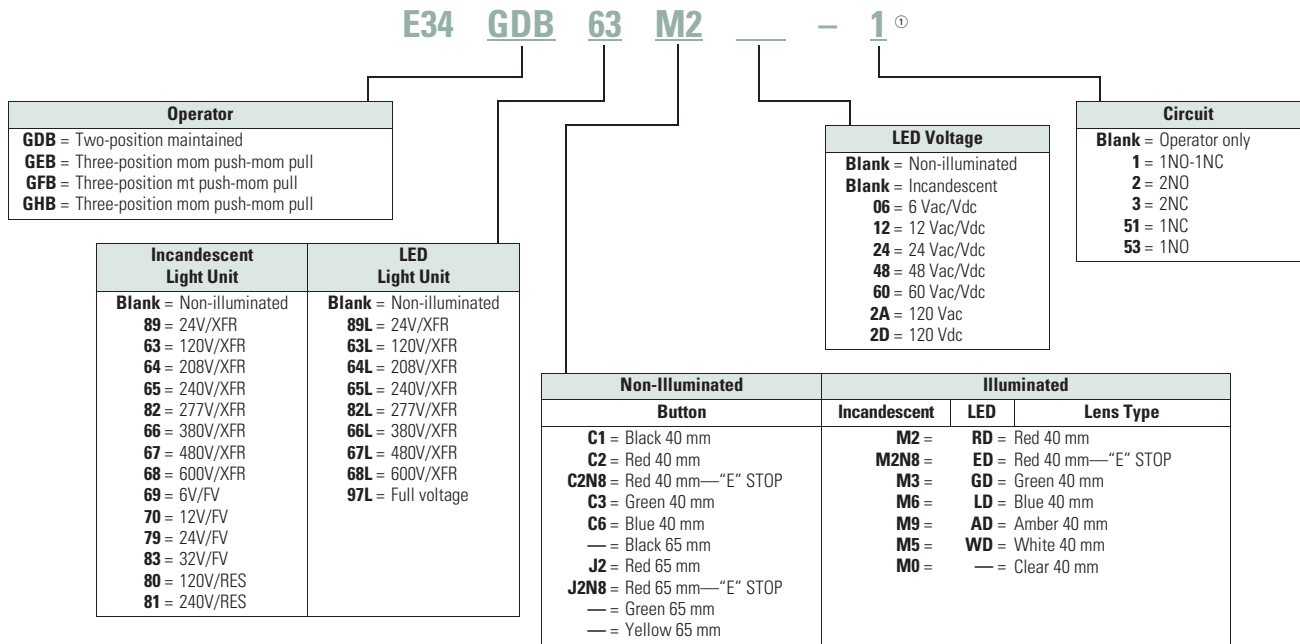 E34 GDB 63 M2 ___ – 1 ①
Operator
GDB = Two-position maintained
GEB = Three-position mom push-mom pull
GFB = Three-position mt push-mom pull
GHB = Three-position mom push-mom pull
Incandescent
Light Unit
Blank = Non-illuminated
89 = 24V/XFR
63 = 120V/XFR
64 = 208V/XFR
65 = 240V/XFR
82 = 277V/XFR
66 = 380V/XFR
67 = 480V/XFR
68 = 600V/XFR
69 = 6V/FV
70 = 12V/FV
79 = 24V/FV
83 = 32V/FV
80 = 120V/RES
81 = 240V/RES
LED
Light Unit
Blank = Non-illuminated
89L = 24V/XFR
63L = 120V/XFR
64L = 208V/XFR
65L = 240V/XFR
82L = 277V/XFR
66L = 380V/XFR
67L = 480V/XFR
68L = 600V/XFR
97L = Full voltage
Non-Illuminated
Button
C1 = Black 40 mm
C2 = Red 40 mm
C2N8 = Red 40 mm—“E” STOP
C3 = Green 40 mm
C6 = Blue 40 mm
— = Black 65 mm
J2 = Red 65 mm
J2N8 = Red 65 mm—“E” STOP
— = Green 65 mm
— = Yellow 65 mm
Illuminated
Incandescent LED Lens Type
M2 = RD = Red 40 mm
M2N8 = ED = Red 40 mm—“E” STOP
M3 = GD = Green 40 mm
M6 = LD = Blue 40 mm
M9 = AD = Amber 40 mm
M5 = WD = White 40 mm
M0 = — = Clear 40 mm
LED Voltage
Blank = Non-illuminated
Blank = Incandescent
06 = 6 Vac/Vdc
12 = 12 Vac/Vdc
24 = 24 Vac/Vdc
48 = 48 Vac/Vdc
60 = 60 Vac/Vdc
2A = 120 Vac
2D = 120 Vdc
Circuit
Blank = Operator only
1 = 1NO-1NC
2 = 2NO
3 = 2NC
51 = 1NC
53 = 1NO